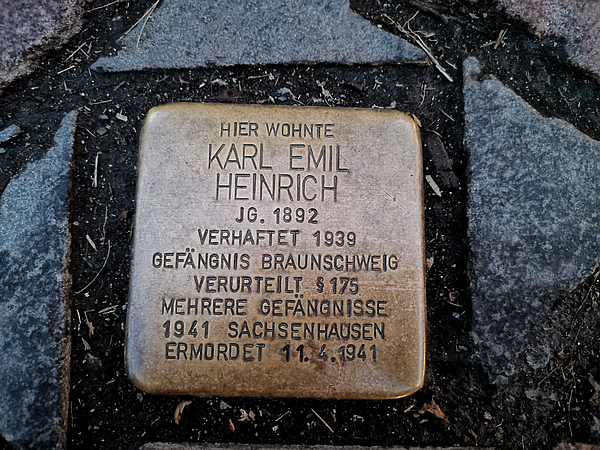 HIER WOHNTE
KARL EMIL
HEINRICH
JG. 1892
VERHAFTET 1939
GEFÄNGNIS BRAUNSCHWEIG
VERURTEILT § 175
MEHRERE GEFÄNGNISSE
1941 SACHSENHAUSEN
ERMORDET 11.4.1941